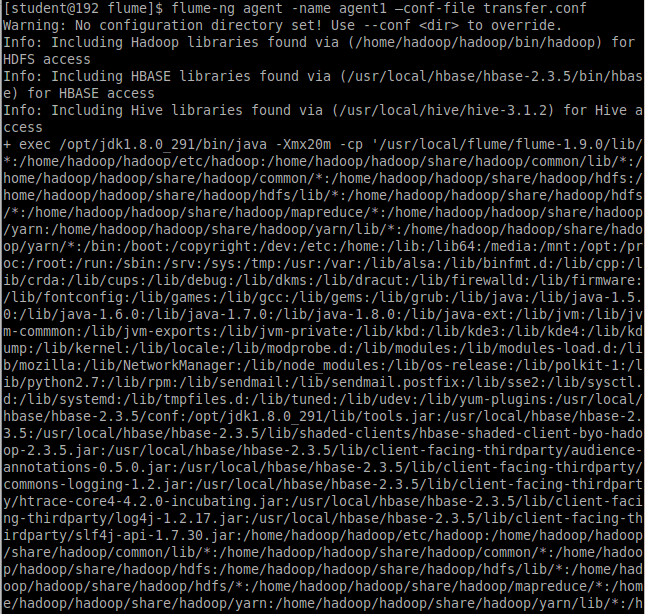 [student@192 flume]$ flume-ng agent -name agent1 –conf-file transfer.conf
Warning: No configuration directory set! Use --conf <dir> to override.
Info: Including Hadoop libraries found via (/home/hadoop/hadoop/bin/hadoop) for
HDFS access
Info: Including HBASE libraries found via (/usr/local/hbase/hbase-2.3.5/bin/hbas
e) for HBASE access
Info: Including Hive libraries found via (/usr/local/hive/hive-3.1.2) for Hive a
ccess
+ exec /opt/jdk1.8.0_291/bin/java -Xmx20m -cp '/usr/local/flume/flume-1.9.0/lib/
*:/home/hadoop/hadoop/etc/hadoop:/home/hadoop/hadoop/share/hadoop/common/lib/*:/
home/hadoop/hadoop/share/hadoop/common/*:/home/hadoop/hadoop/share/hadoop/hdfs:/
home/hadoop/hadoop/share/hadoop/hdfs/lib/*:/home/hadoop/hadoop/share/hadoop/hdfs
/*:/home/hadoop/hadoop/share/hadoop/mapreduce/*:/home/hadoop/hadoop/share/hadoop
/yarn:/home/hadoop/hadoop/share/hadoop/yarn/lib/*:/home/hadoop/hadoop/share/hado
op/yarn/*:/bin:/boot:/copyright:/dev:/etc:/home:/lib:/lib64:/media:/mnt:/opt:/pr
oc:/root:/run:/sbin:/srv:/sys:/tmp:/usr:/var:/lib/alsa:/lib/binfmt.d:/lib/cpp:/l
ib/crda:/lib/cups:/lib/debug:/lib/dkms:/lib/dracut:/lib/firewalld:/lib/firmware:
/lib/fontconfig:/lib/games:/lib/gcc:/lib/gems:/lib/grub:/lib/java:/lib/java-1.5.
0:/lib/java-1.6.0:/lib/java-1.7.0:/lib/java-1.8.0:/lib/java-ext:/lib/jvm:/lib/jv
m-commmon:/lib/jvm-exports:/lib/jvm-private:/lib/kbd:/lib/kde3:/lib/kde4:/lib/kd
ump:/lib/kernel:/lib/locale:/lib/modprobe.d:/lib/modules:/lib/modules-load.d:/li
b/mozilla:/lib/NetworkManager:/lib/node_modules:/lib/os-release:/lib/polkit-1:/l
ib/python2.7:/lib/rpm:/lib/sendmail:/lib/sendmail.postfix:/lib/sse2:/lib/sysctl.
d:/lib/systemd:/lib/tmpfiles.d:/lib/tuned:/lib/udev:/lib/yum-plugins:/usr/local/
hbase/hbase-2.3.5/conf:/opt/jdk1.8.0_291/lib/tools.jar:/usr/local/hbase/hbase-2.
3.5:/usr/local/hbase/hbase-2.3.5/lib/shaded-clients/hbase-shaded-client-byo-hado
op-2.3.5.jar:/usr/local/hbase/hbase-2.3.5/lib/client-facing-thirdparty/audience-
annotations-0.5.0.jar:/usr/local/hbase/hbase-2.3.5/lib/client-facing-thirdparty/
commons-logging-1.2.jar:/usr/local/hbase/hbase-2.3.5/lib/client-facing-thirdpart
y/htrace-core4-4.2.0-incubating.jar:/usr/local/hbase/hbase-2.3.5/lib/client-faci
ng-thirdparty/log4j-1.2.17.jar:/usr/local/hbase/hbase-2.3.5/lib/client-facing-th
irdparty/slf4j-api-1.7.30.jar:/home/hadoop/hadoop/etc/hadoop:/home/hadoop/hadoop
/share/hadoop/common/lib/*:/home/hadoop/hadoop/share/hadoop/common/*:/home/hadoo
p/hadoop/share/hadoop/hdfs:/home/hadoop/hadoop/share/hadoop/hdfs/lib/*:/home/had
oop/hadoop/share/hadoop/hdfs/*:/home/hadoop/hadoop/share/hadoop/mapreduce/*:/hom
e/hadoop/hadoop/share/hadoop/yarn:/home/hadoop/hadoop/share/hadoop/yarn/lib/*:/h